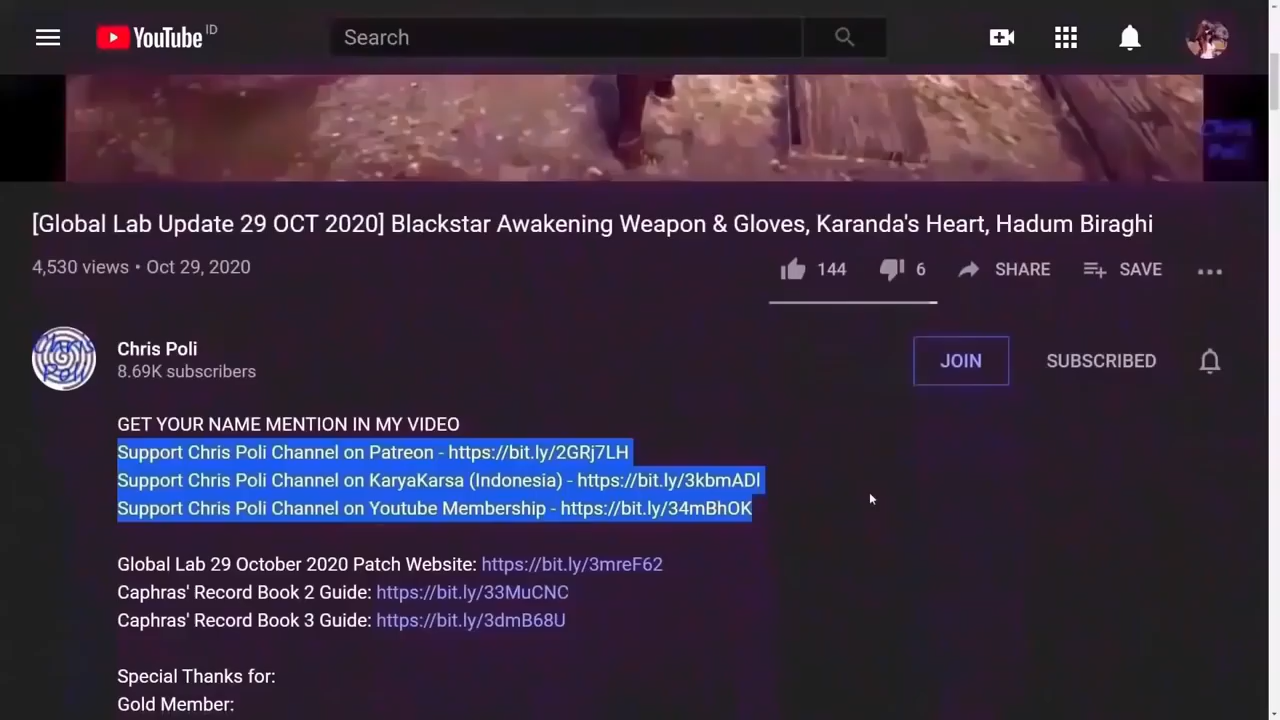 YouTube ID
Search
Chris
Poli
[Global Lab Update 29 OCT 2020] Blackstar Awakening Weapon & Gloves, Karanda's Heart, Hadum Biraghi
4,530 views • Oct 29, 2020
144 6 SHARE SAVE
Chris Poli
Chris Poli
8.69K subscribers
JOIN SUBSCRIBED
GET YOUR NAME MENTION IN MY VIDEO
Support Chris Poli Channel on Patreon - https://bit.ly/2GRj7LH
Support Chris Poli Channel on KaryaKarsa (Indonesia) - https://bit.ly/3kbmADl
Support Chris Poli Channel on Youtube Membership - https://bit.ly/34mBhOK
Global Lab 29 October 2020 Patch Website: https://bit.ly/3mreF62
Caphras' Record Book 2 Guide: https://bit.ly/33MuCNC
Caphras' Record Book 3 Guide: https://bit.ly/3dmB68U
Special Thanks for:
Gold Member: